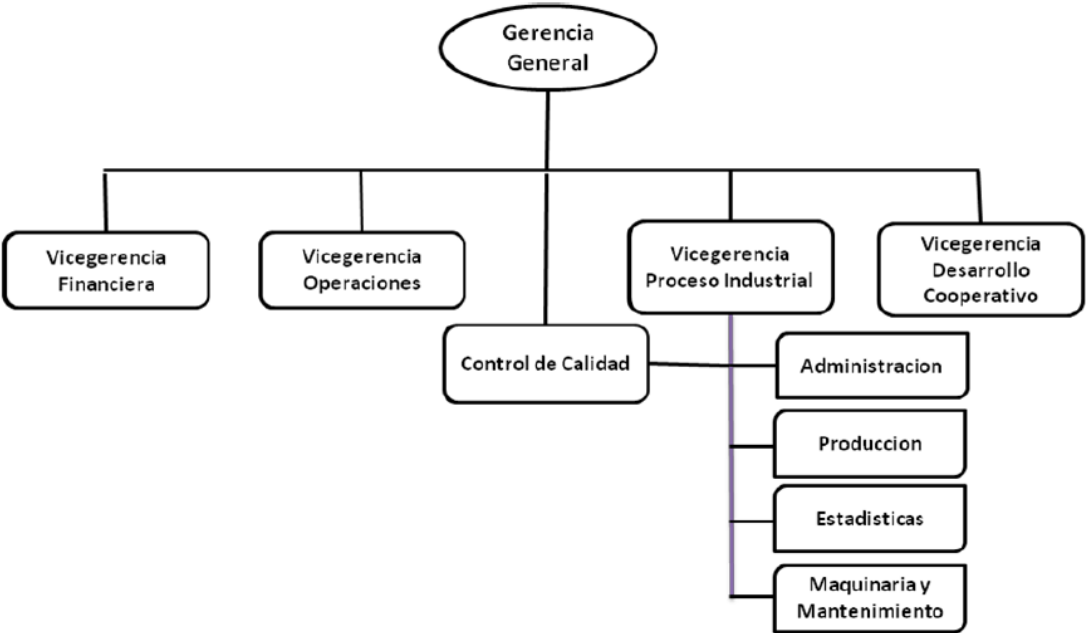 Gerencia
General
Vicegerencia
Financiera
Vicegerencia
Operaciones
Vicegerencia
Proceso Industrial
Vicegerencia
Desarrollo
Cooperativo
Control de Calidad
Administracion
Produccion
Estadisticas
Maquinaria y
Mantenimiento